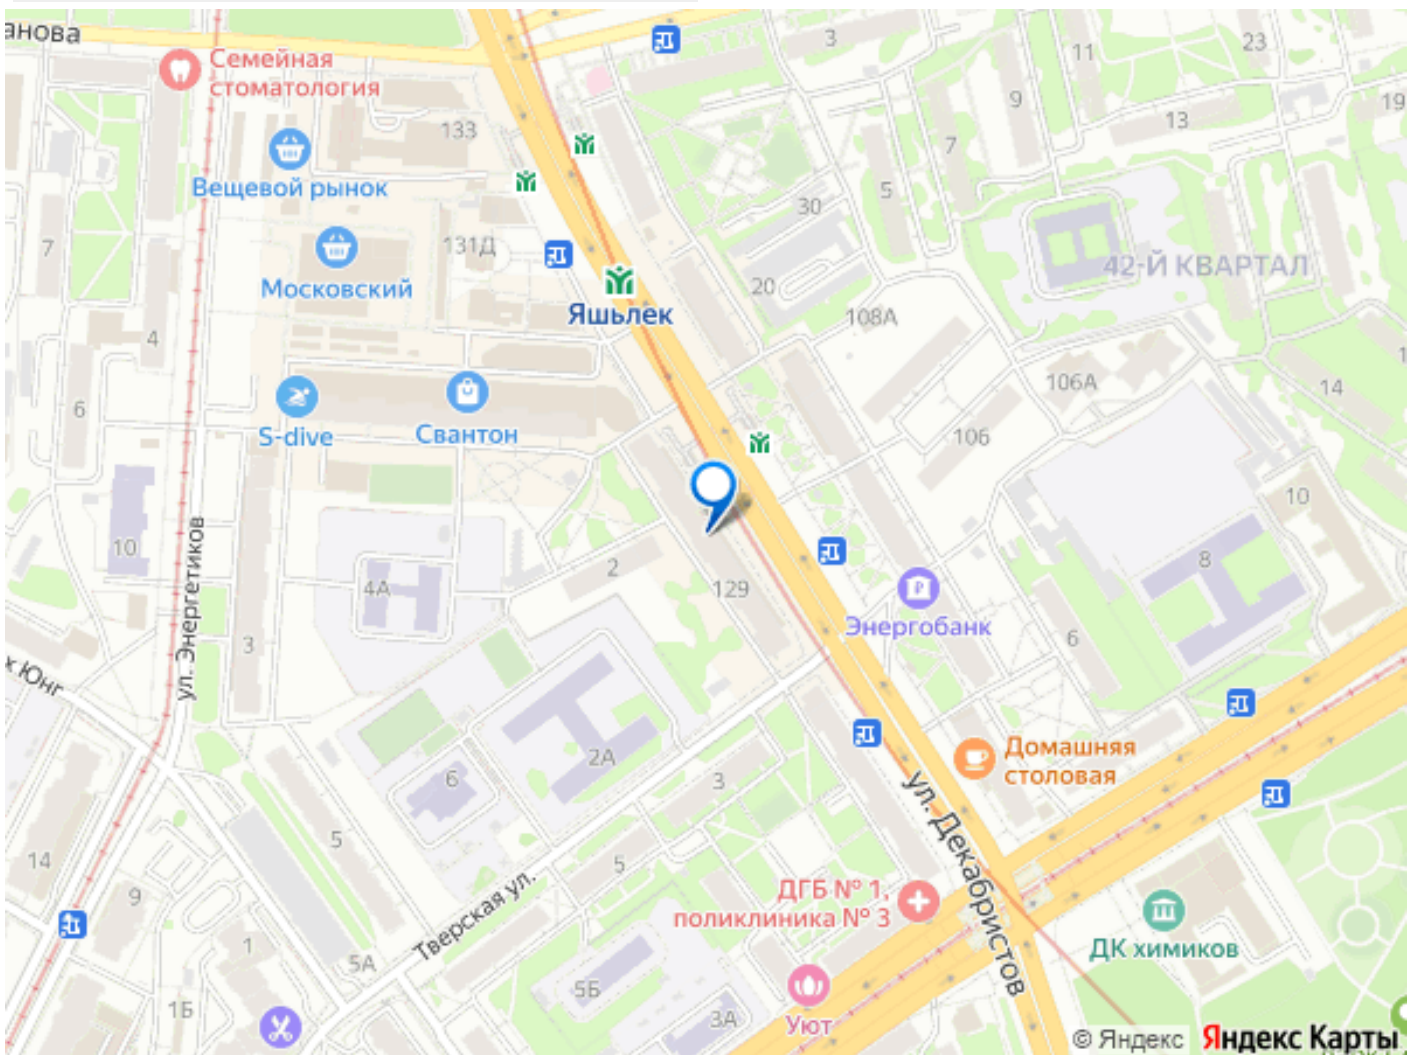 анова
Семейная
стоматология
3
11
23
9
19
13
133
7
Вещевой рынок
5
30
7
131Д
42-Й КВАРТАЛ
Московский
20
Яшьлек
108А
4
106А
14
6
S-dive
Свантон
106
10
10
ул. Энергетиков
2
8
4А
129
Энергобанк
6
3
х Юнг
2А
Домашняя
столовая
6
3
ул. Декабристов
5
14
5
9
ДГБ № 1,
поликлиника № 3
Тверская ул.
1
ДК химиков
5А
5Б
1Б
3А
Уют
© Яндекс Яндекс Карты